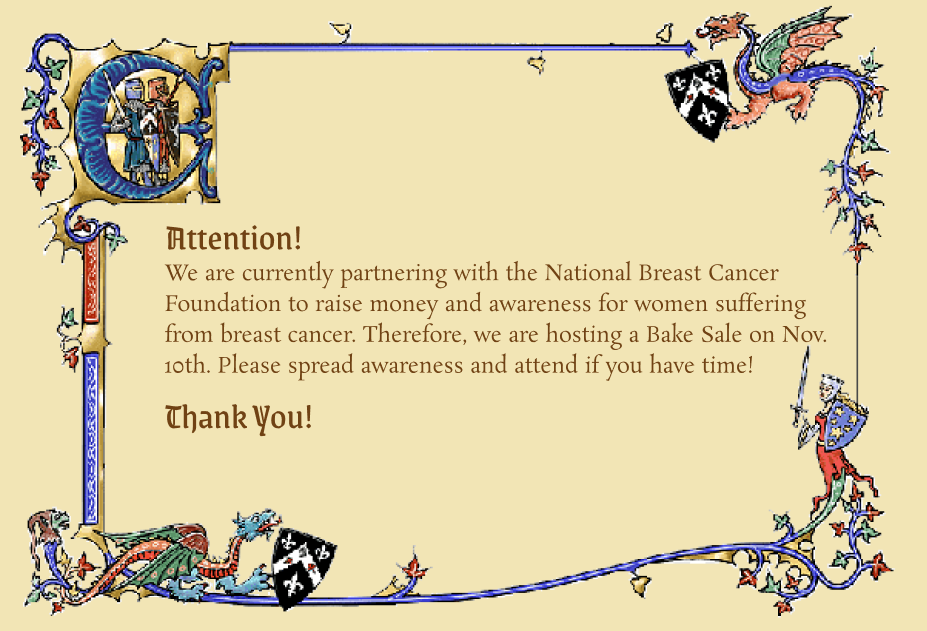 Attention!
We are currently partnering with the National Breast Cancer
Foundation to raise money and awareness for women suffering
from breast cancer. Therefore, we are hosting a Bake Sale on Nov.
10th. Please spread awareness and attend if you have time!
Thank You!